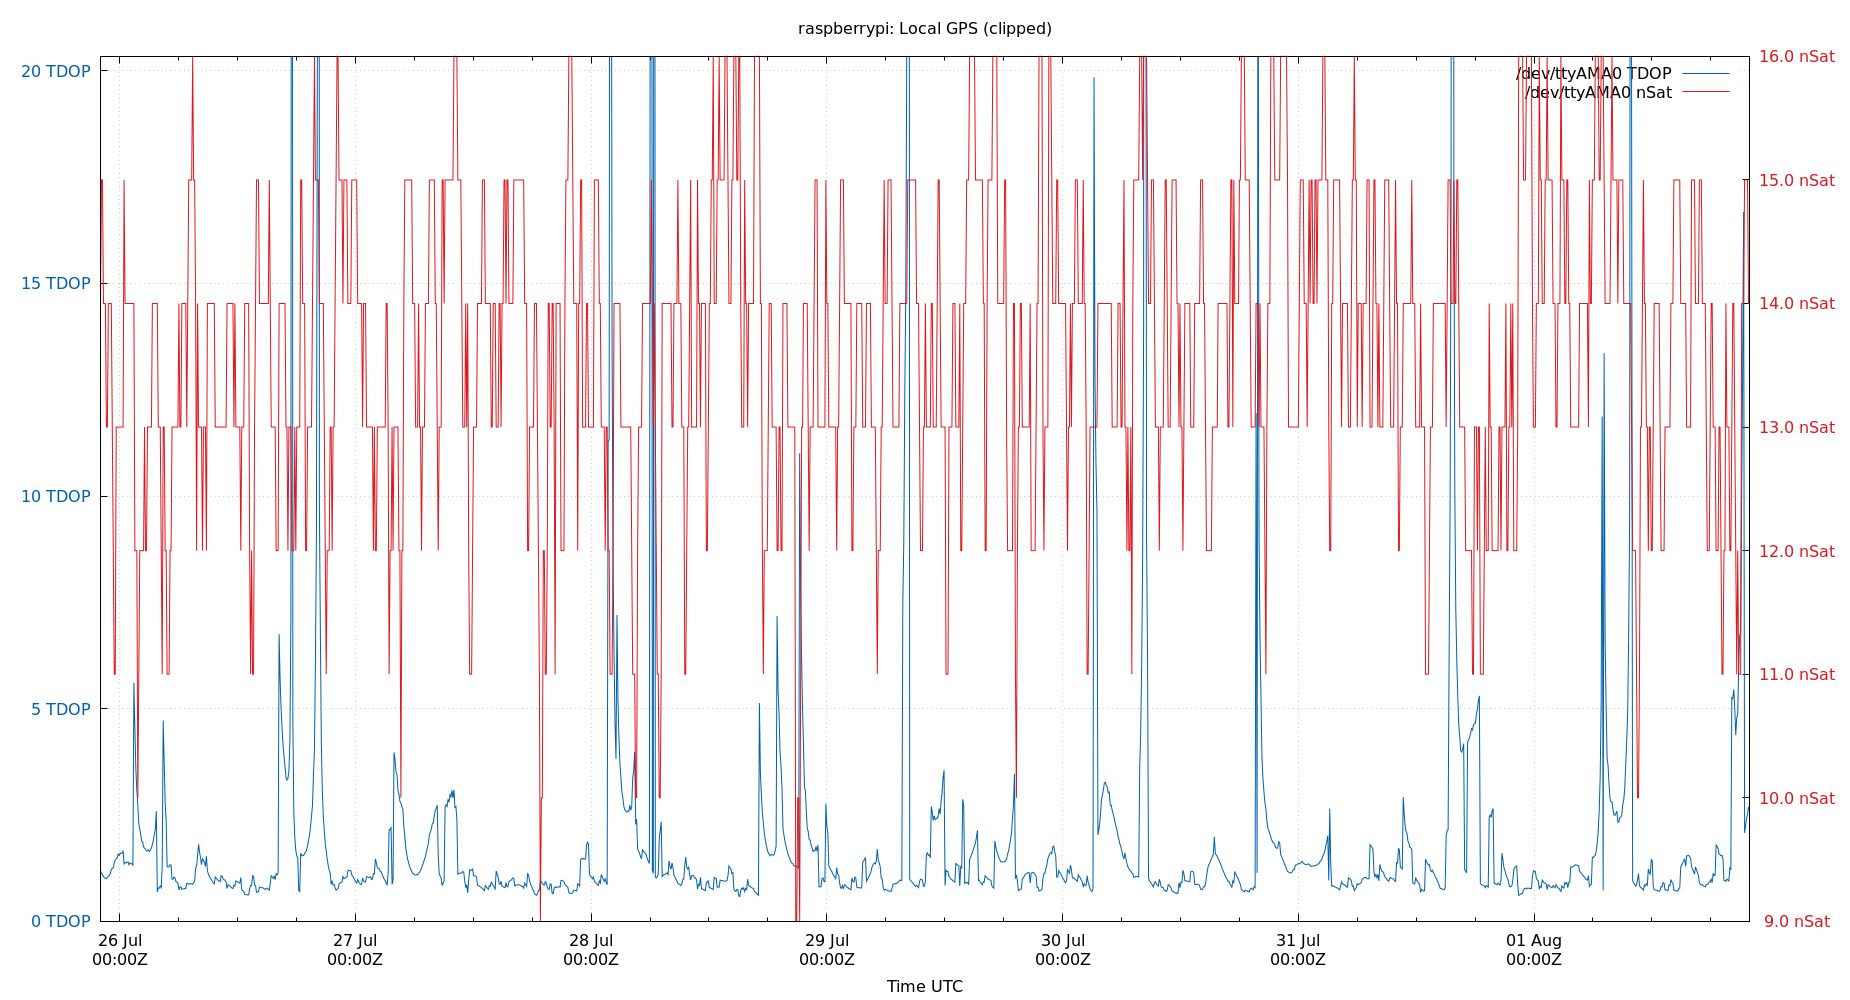 raspberrypi: Local GPS (clipped)
20 TDOP
15 TDOP
10 TDOP
5 TDOP
0 TDOP
16.0 nSat
15.0 nSat
14.0 nSat
13.0 nSat
12.0 nSat
11.0 nSat
10.0 nSat
9.0 nSat
/dev/ttyAMA0 TDOP
/dev/ttyAMA0 nSat
26 Jul
00:00Z
27 Jul
00:00Z
28 Jul
00:00Z
29 Jul
00:00Z
30 Jul
00:00Z
31 Jul
00:00Z
01 Aug
00:00Z
Time UTC